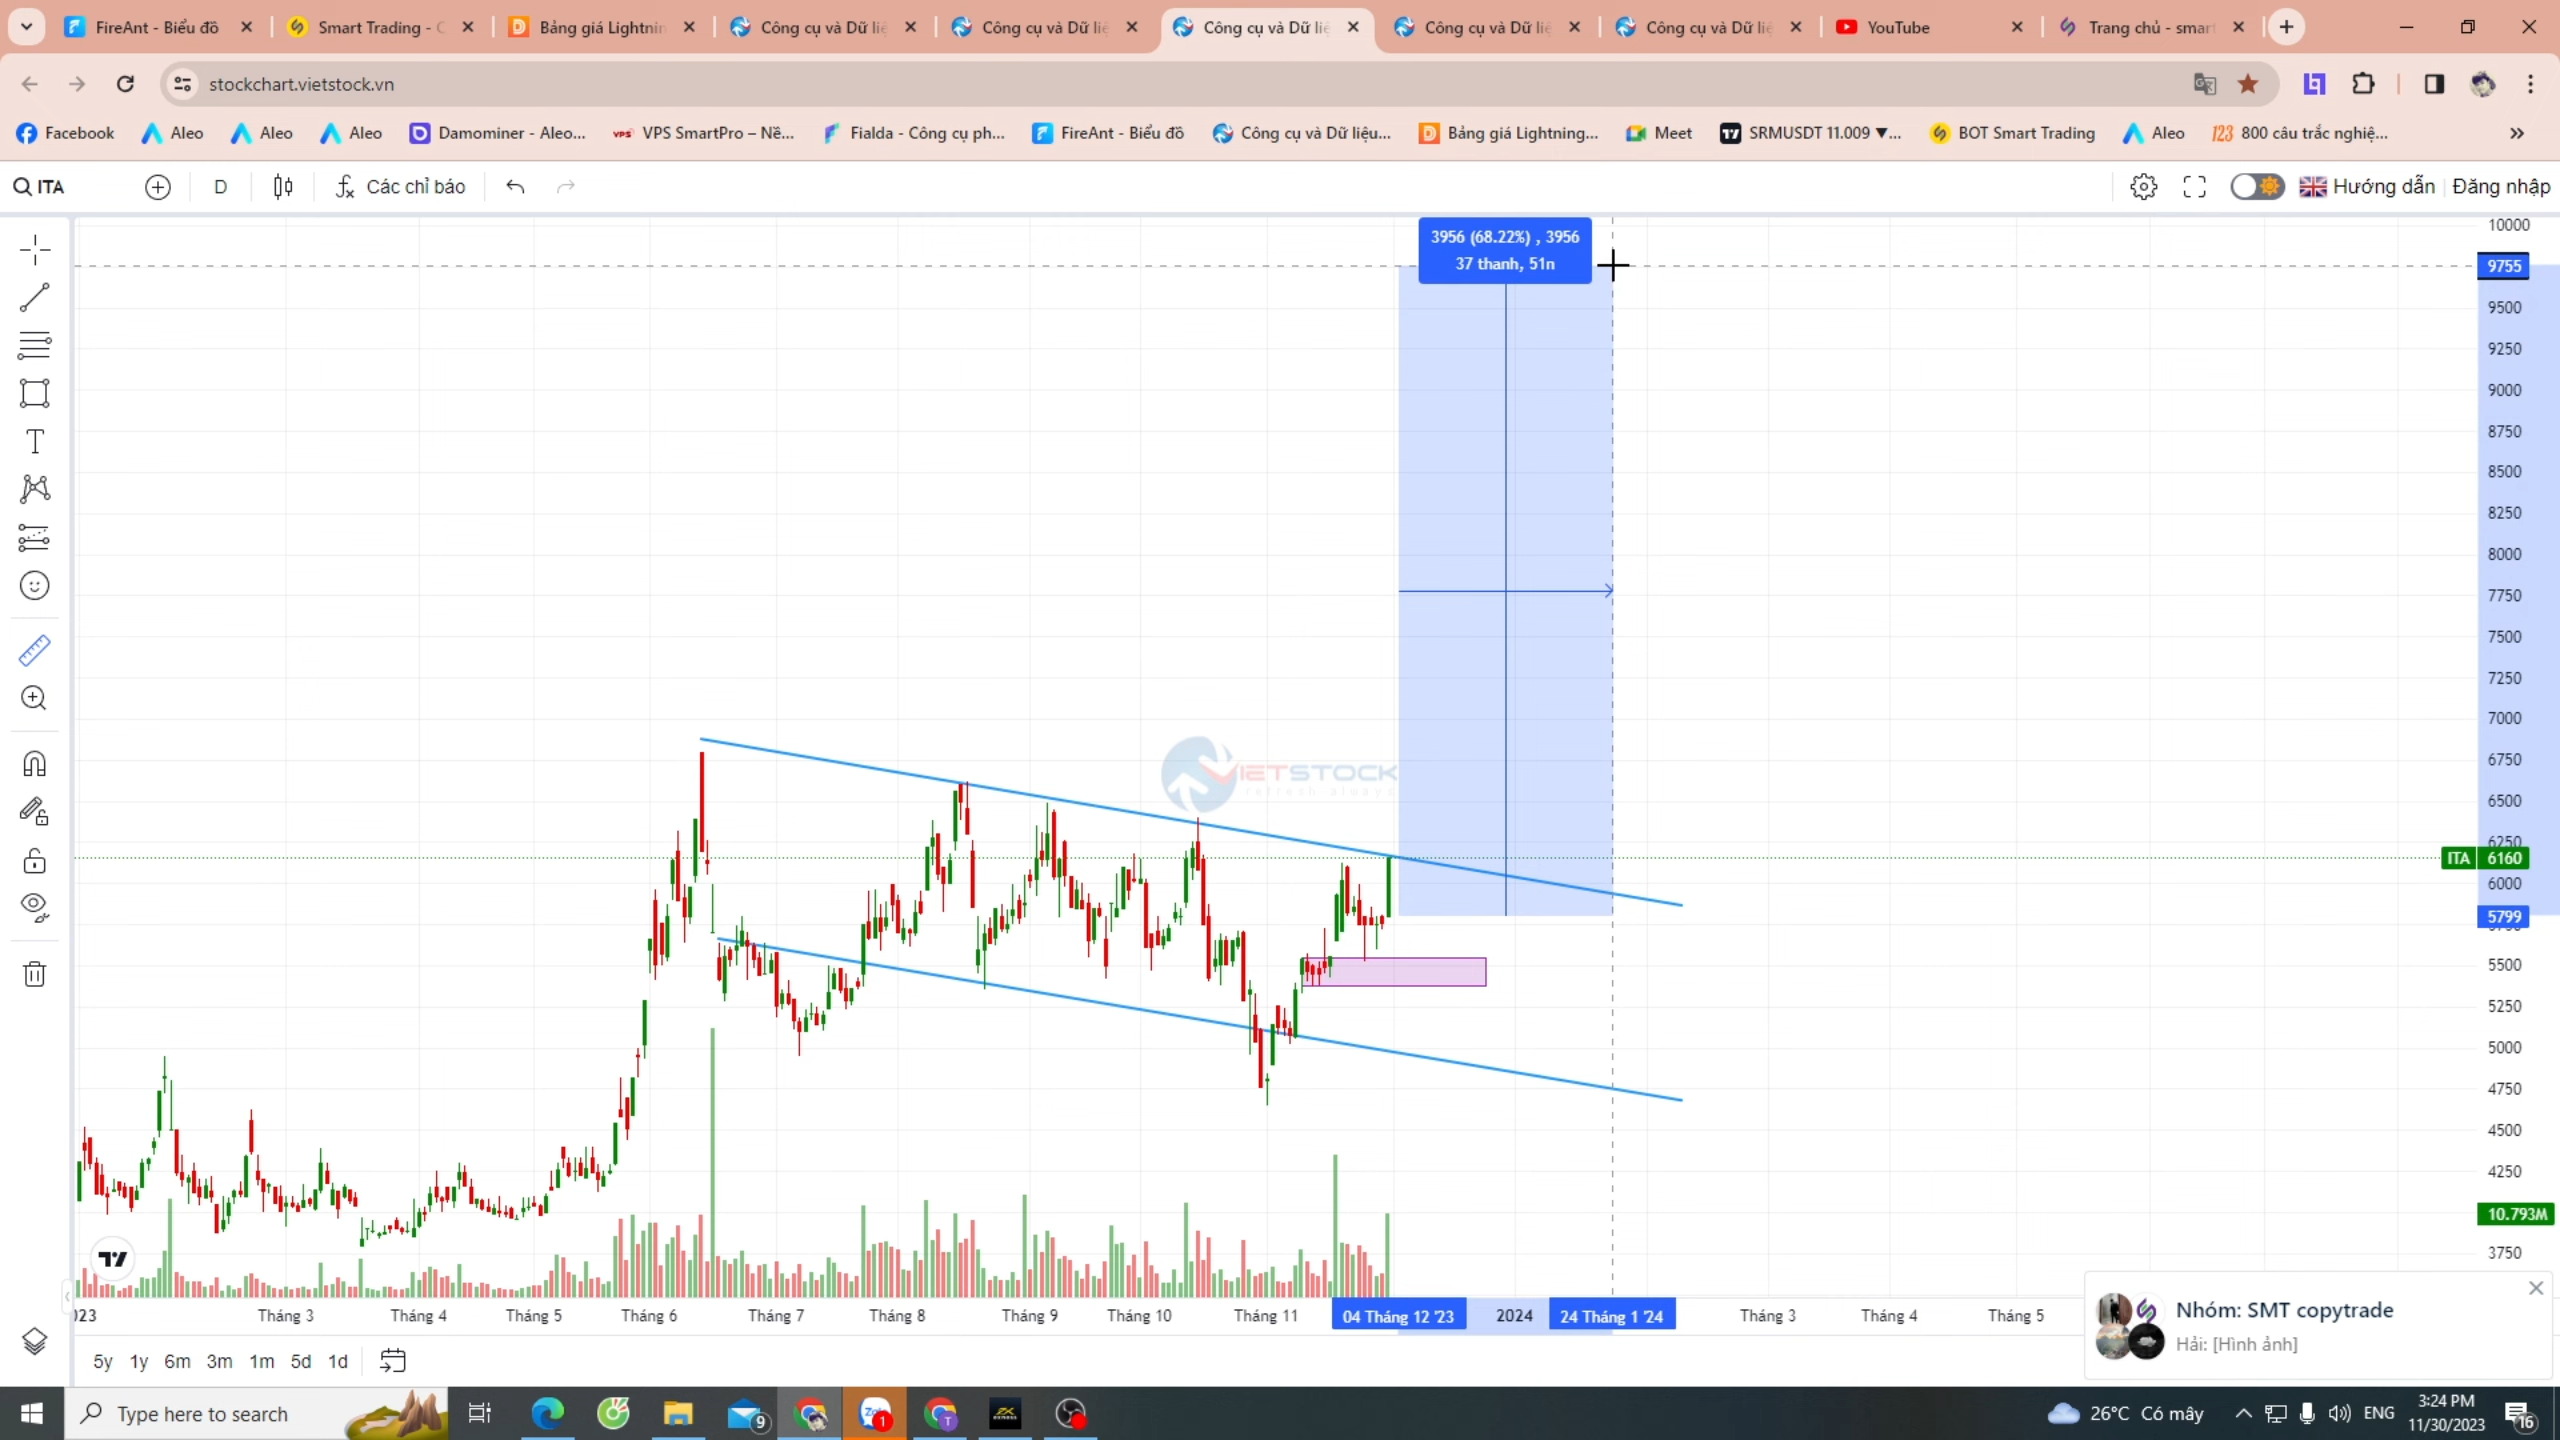 FireAnt - Biểu đồ
Smart Trading - C
Bảng giá Lightnin
Công cụ và Dữ liệ
Công cụ và Dữ liệ
Công cụ và Dữ liệ
Công cụ và Dữ liệ
Công cụ và Dữ liệ
YouTube
Trang chủ - smar
stockchart.vietstock.vn
Facebook
Aleo
Aleo
Aleo
Damominer - Aleo...
VPS SmartPro – Nề...
Fialda - Công cụ ph...
FireAnt - Biểu đồ
Công cụ và Dữ liệu...
Bảng giá Lightning...
Meet
SRMUSDT 11.009 ▼...
BOT Smart Trading
Aleo
123 800 câu trắc nghiệ...
ITA
D
Các chỉ báo
Hướng dẫn
Đăng nhập
3956 (68.22%) , 3956
37 thanh, 51n
10000
9755
9500
9250
9000
8750
8500
8250
8000
7750
7500
7250
7000
6750
6500
6250
ITA 6160
6000
5799
5500
5250
5000
4750
4500
4250
10.793M
3750
VIETSTOCK
023
Tháng 3
Tháng 4
Tháng 5
Tháng 6
Tháng 7
Tháng 8
Tháng 9
Tháng 10
Tháng 11
04 Tháng 12 '23
2024
24 Tháng 1 '24
Tháng 3
Tháng 4
Tháng 5
5y 1y 6m 3m 1m 5d 1d
Nhóm: SMT copytrade
Hải: [Hình ảnh]
Type here to search
9
Zalo
1
T
26°C Có mây
ENG
3:24 PM
11/30/2023
16